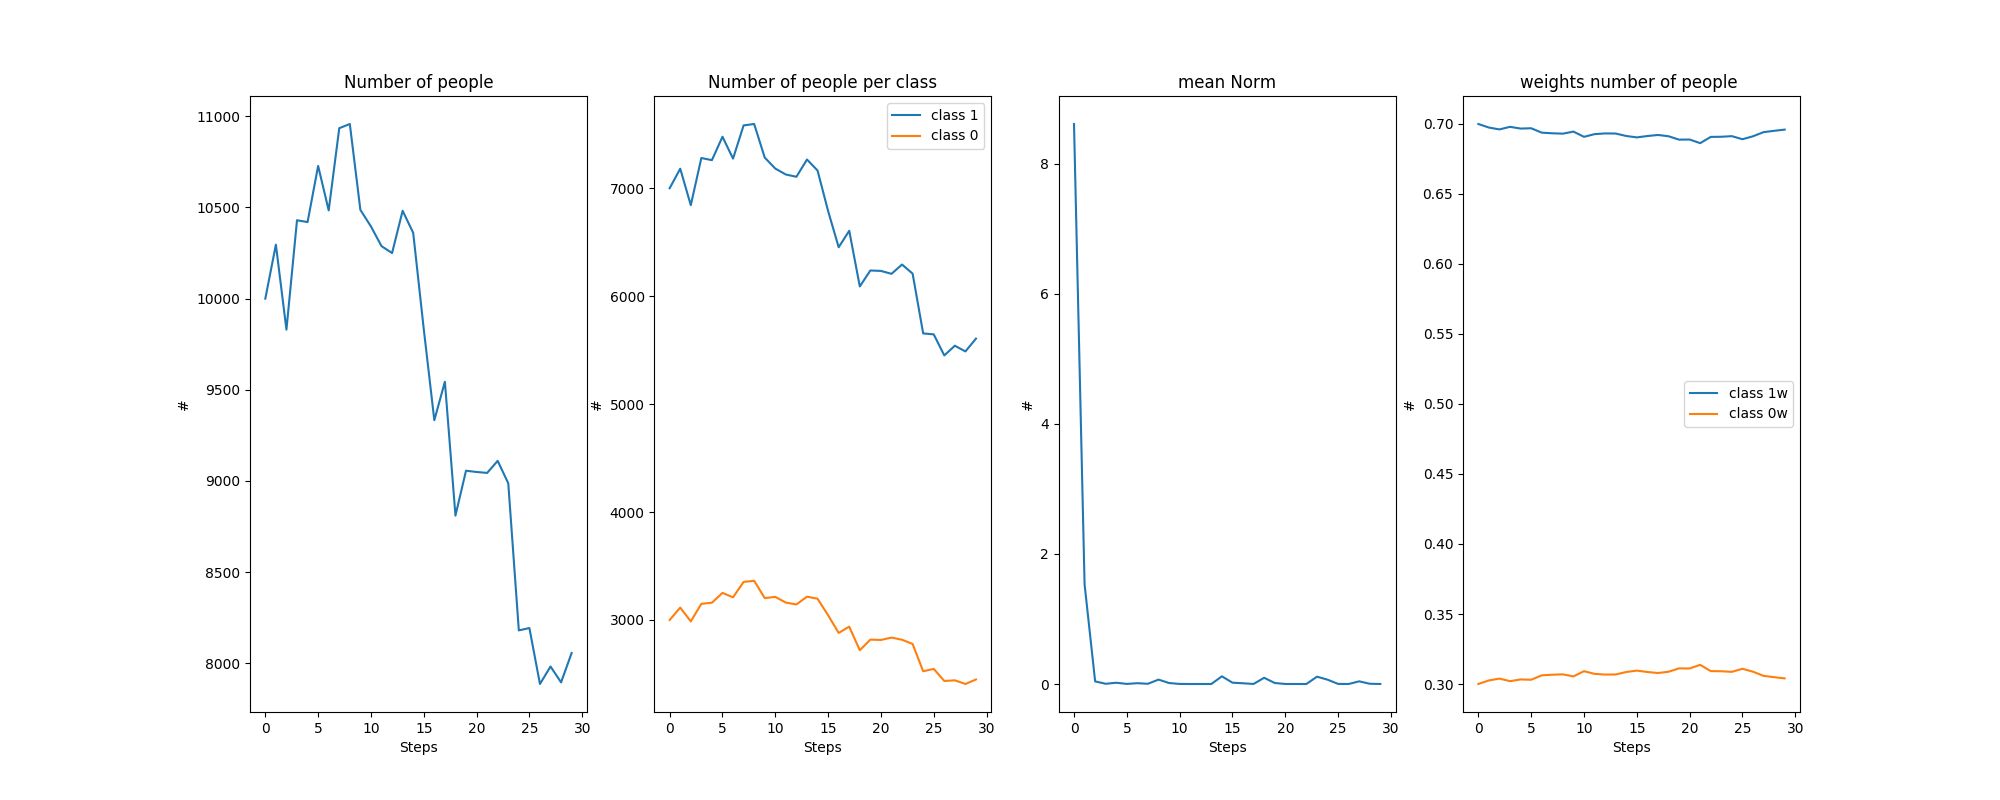 Number of people
11000
10500
10000
9500
9000
8500
8000
#
0 5 10 15 20 25 30
Steps
Number of people per class
class 1
class 0
7000
6000
5000
4000
3000
#
0 5 10 15 20 25 30
Steps
mean Norm
8
6
4
2
0
#
0 5 10 15 20 25 30
Steps
weights number of people
0.70
0.65
0.60
0.55
0.50
0.45
0.40
0.35
0.30
#
class 1w
class 0w
0 5 10 15 20 25 30
Steps